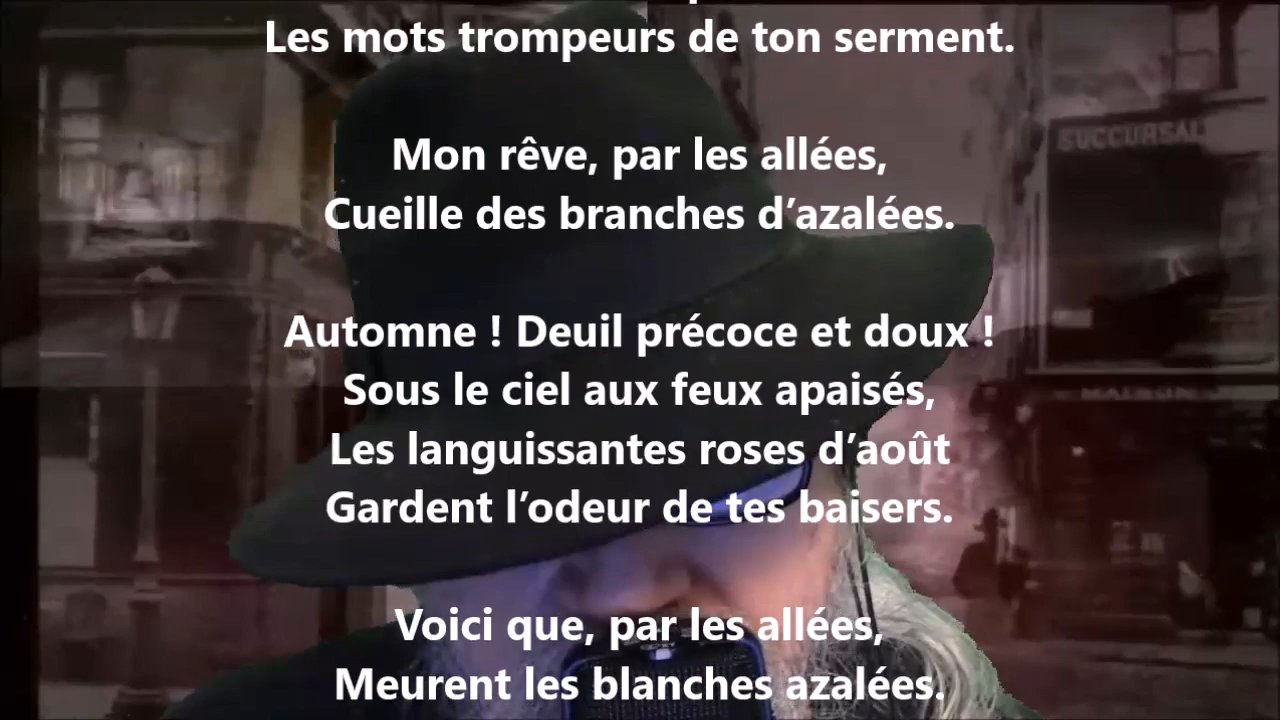 Les mots trompeurs de ton serment.
Mon rêve, par les allées,
Cueille des branches d’azalées.
Automne ! Deuil précoce et doux !
Sous le ciel aux feux apaisés,
Les languissantes roses d’août
Gardent l’odeur de tes baisers.
Voici que, par les allées,
Meurent les blanches azalées.
SUCCURSAL
MAISON